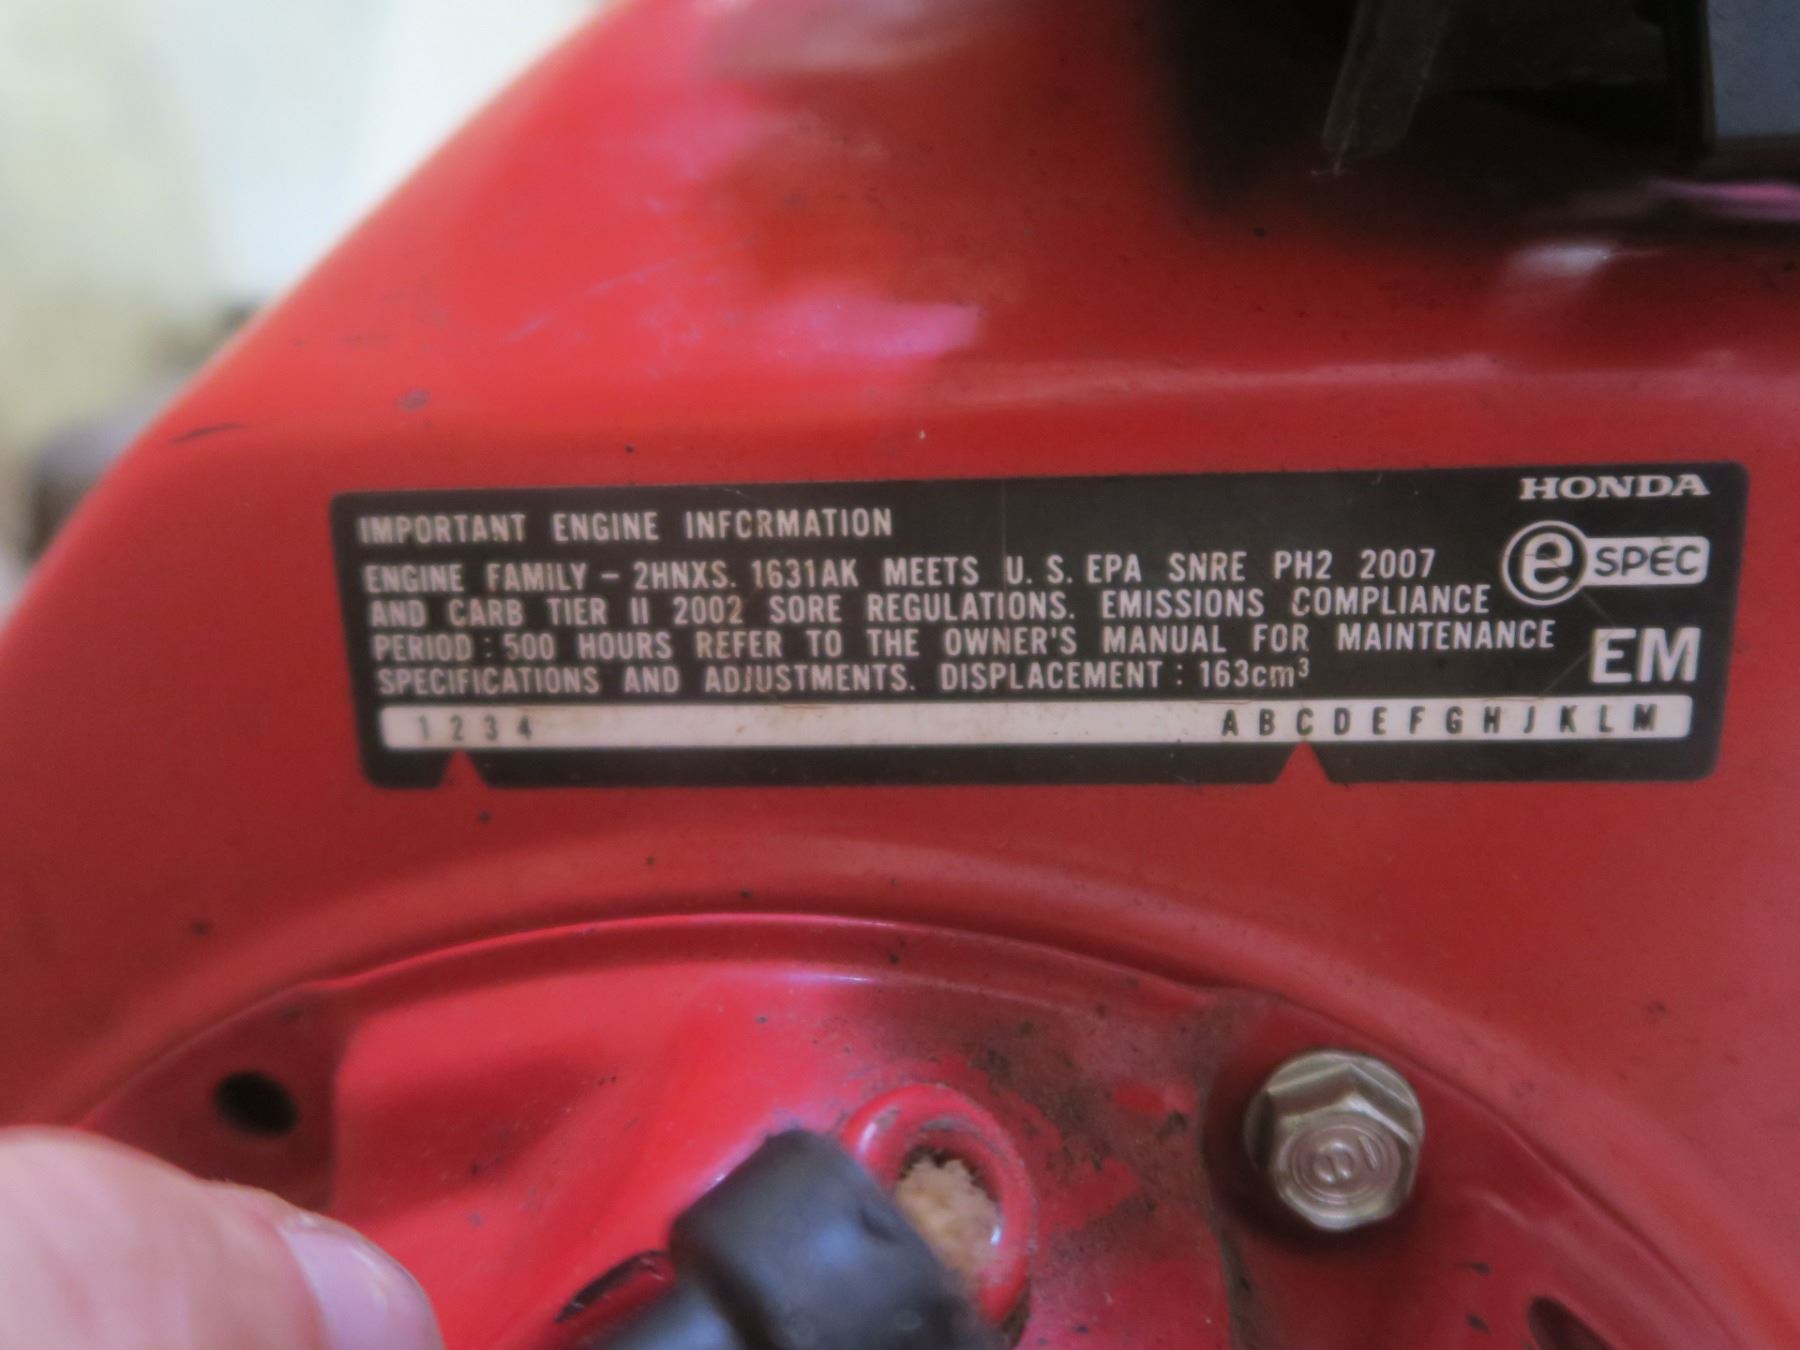 HONDA
IMPORTANT ENGINE INFORMATION
e SPEC
ENGINE FAMILY - 2HNXS. 1631AK MEETS U. S. EPA SNRE PH2 2007
AND CARB TIER II 2002 SORE REGULATIONS. EMISSIONS COMPLIANCE
PERIOD : 500 HOURS REFER TO THE OWNER'S MANUAL FOR MAINTENANCE
EM
SPECIFICATIONS AND ADJUSTMENTS. DISPLACEMENT : 163cm³
1 2 3 4 A B C D E F G H J K L M